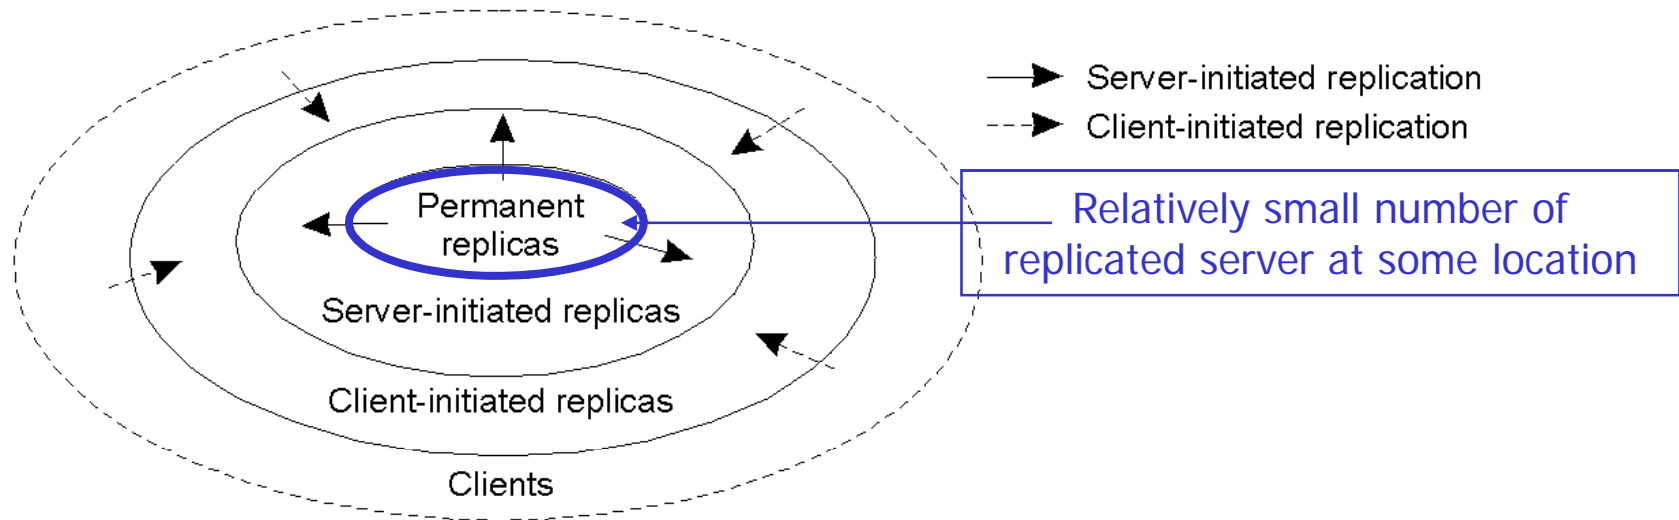 Server-initiated replication
Client-initiated replication
Permanent
replicas
Relatively small number of
replicated server at some location
Server-initiated replicas
Client-initiated replicas
Clients